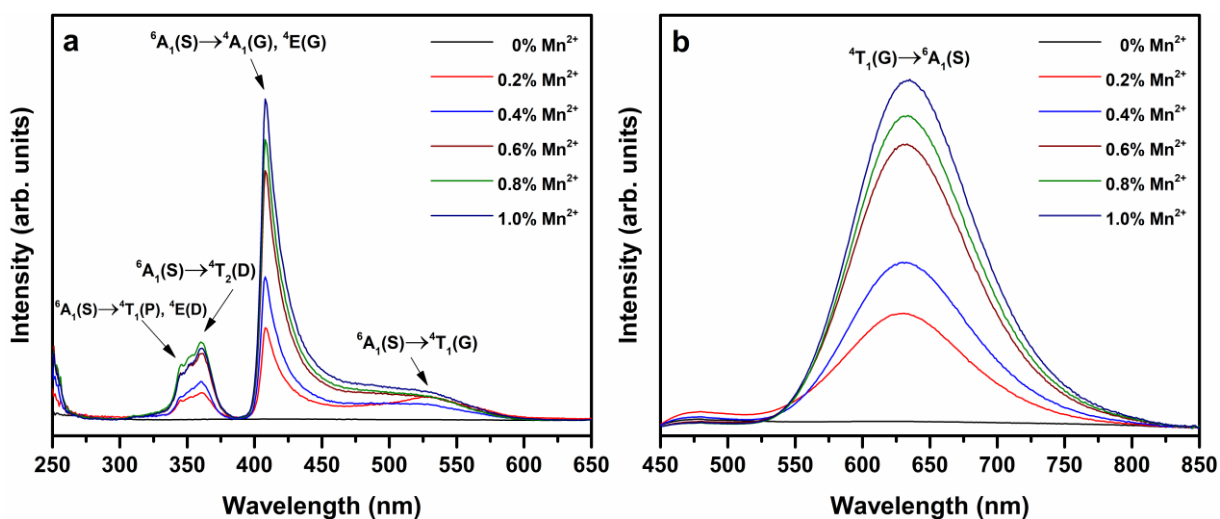 a
⁶A₁(S)→⁴A₁(G), ⁴E(G)
⁶A₁(S)→⁴T₂(D)
⁶A₁(S)→⁴T₁(P), ⁴E(D)
⁶A₁(S)→⁴T₁(G)
0% Mn²⁺
0.2% Mn²⁺
0.4% Mn²⁺
0.6% Mn²⁺
0.8% Mn²⁺
1.0% Mn²⁺
Intensity (arb. units)
250 300 350 400 450 500 550 600 650
Wavelength (nm)
b
⁴T₁(G)→⁶A₁(S)
0% Mn²⁺
0.2% Mn²⁺
0.4% Mn²⁺
0.6% Mn²⁺
0.8% Mn²⁺
1.0% Mn²⁺
Intensity (arb. units)
450 500 550 600 650 700 750 800 850
Wavelength (nm)